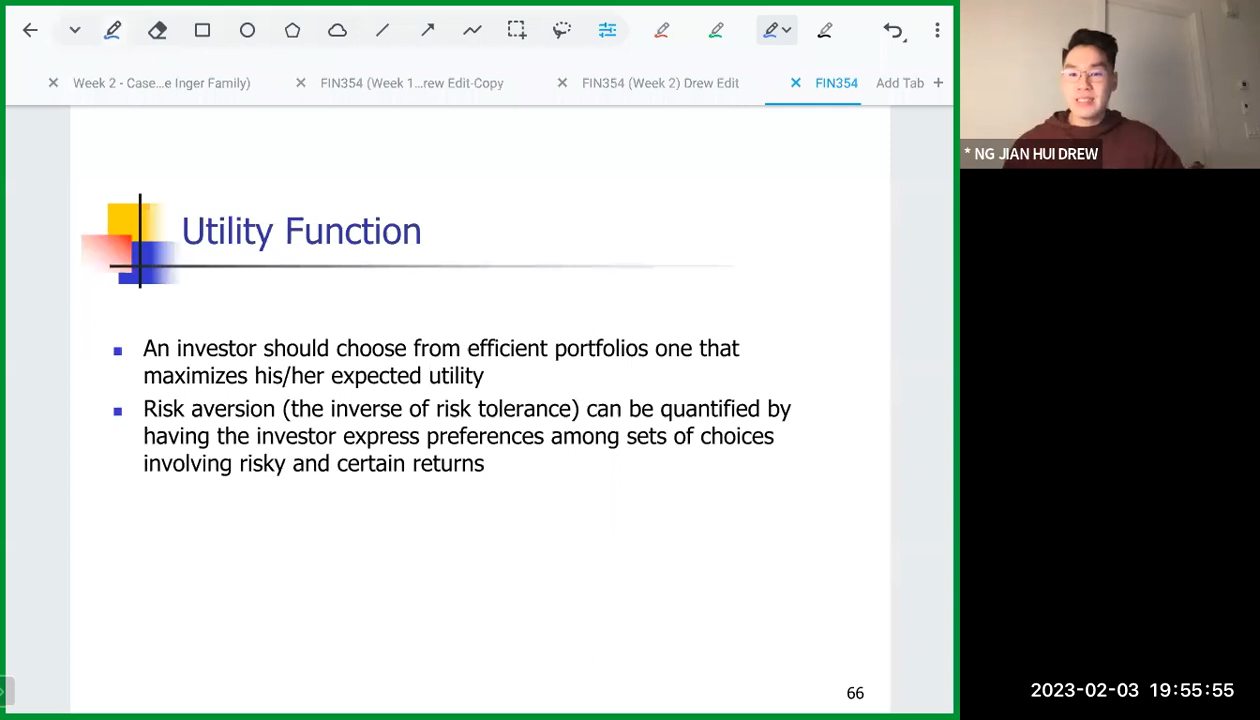 Week 2 - Case...e Inger Family)
FIN354 (Week 1...rew Edit-Copy
FIN354 (Week 2) Drew Edit
FIN354
Add Tab
* NG JIAN HUI DREW
Utility Function
An investor should choose from efficient portfolios one that
maximizes his/her expected utility
Risk aversion (the inverse of risk tolerance) can be quantified by
having the investor express preferences among sets of choices
involving risky and certain returns
66
2023-02-03 19:55:55